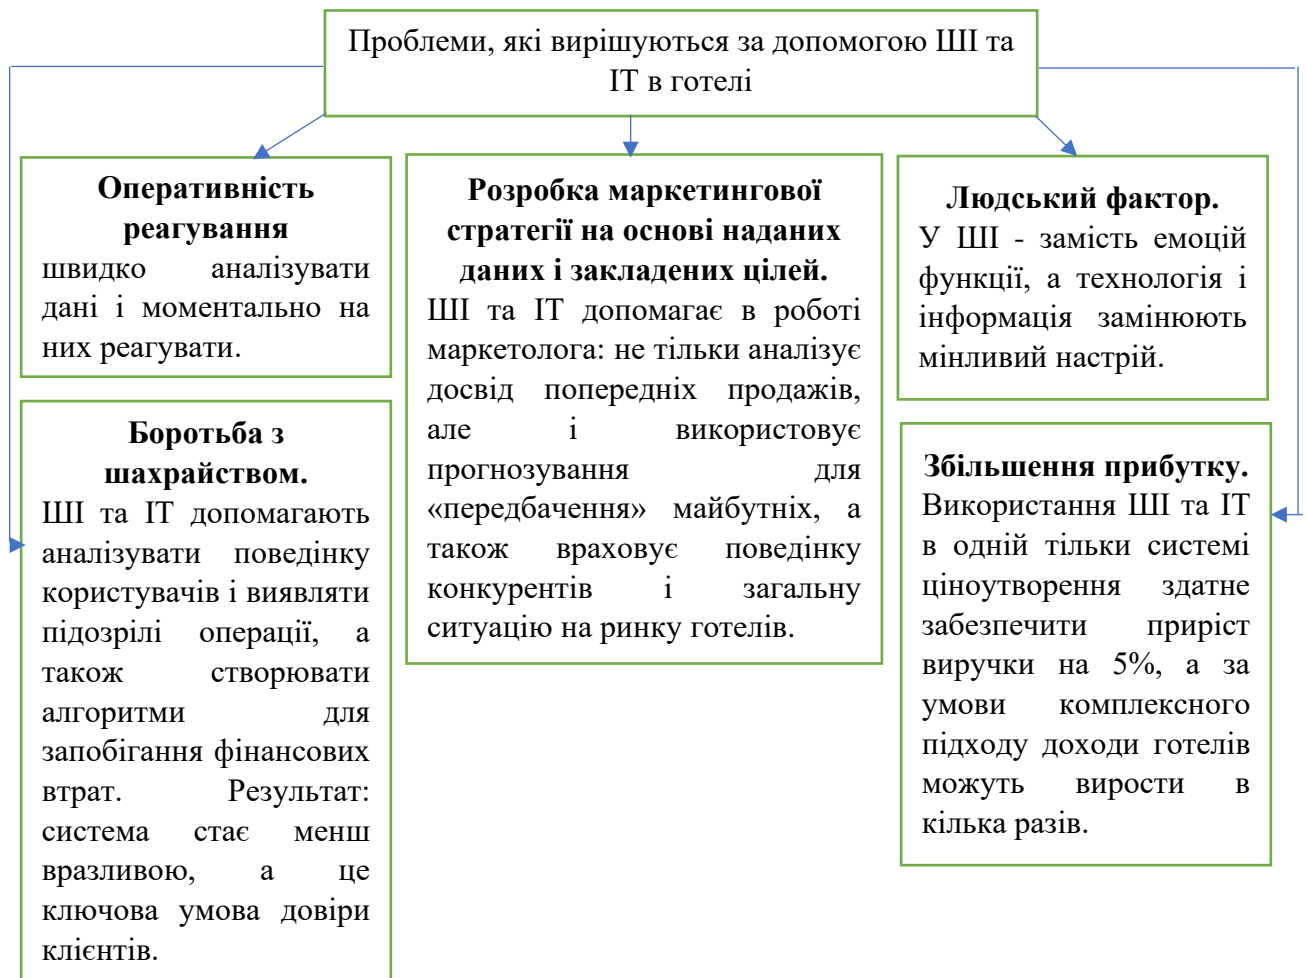 Проблеми, які вирішуються за допомогою ШІ та
ІТ в готелі
Оперативність
реагування
швидко аналізувати
дані і моментально на
них реагувати.
Розробка маркетингової
стратегії на основі наданих
даних і закладених цілей.
ШІ та ІТ допомагає в роботі
маркетолога: не тільки аналізує
досвід попередніх продажів,
але і використовує
прогнозування для
«передбачення» майбутніх, а
також враховує поведінку
конкурентів і загальну
ситуацію на ринку готелів.
Людський фактор.
У ШІ - замість емоцій
функції, а технологія і
інформація замінюють
мінливий настрій.
Боротьба з
шахрайством.
ШІ та ІТ допомагають
аналізувати поведінку
користувачів і виявляти
підозрілі операції, а
також створювати
алгоритми для
запобігання фінансових
втрат. Результат:
система стає менш
вразливою, а це
ключова умова довіри
клієнтів.
Збільшення прибутку.
Використання ШІ та ІТ
в одній тільки системі
ціноутворення здатне
забезпечити приріст
виручки на 5%, а за
умови комплексного
підходу доходи готелів
можуть вирости в
кілька разів.